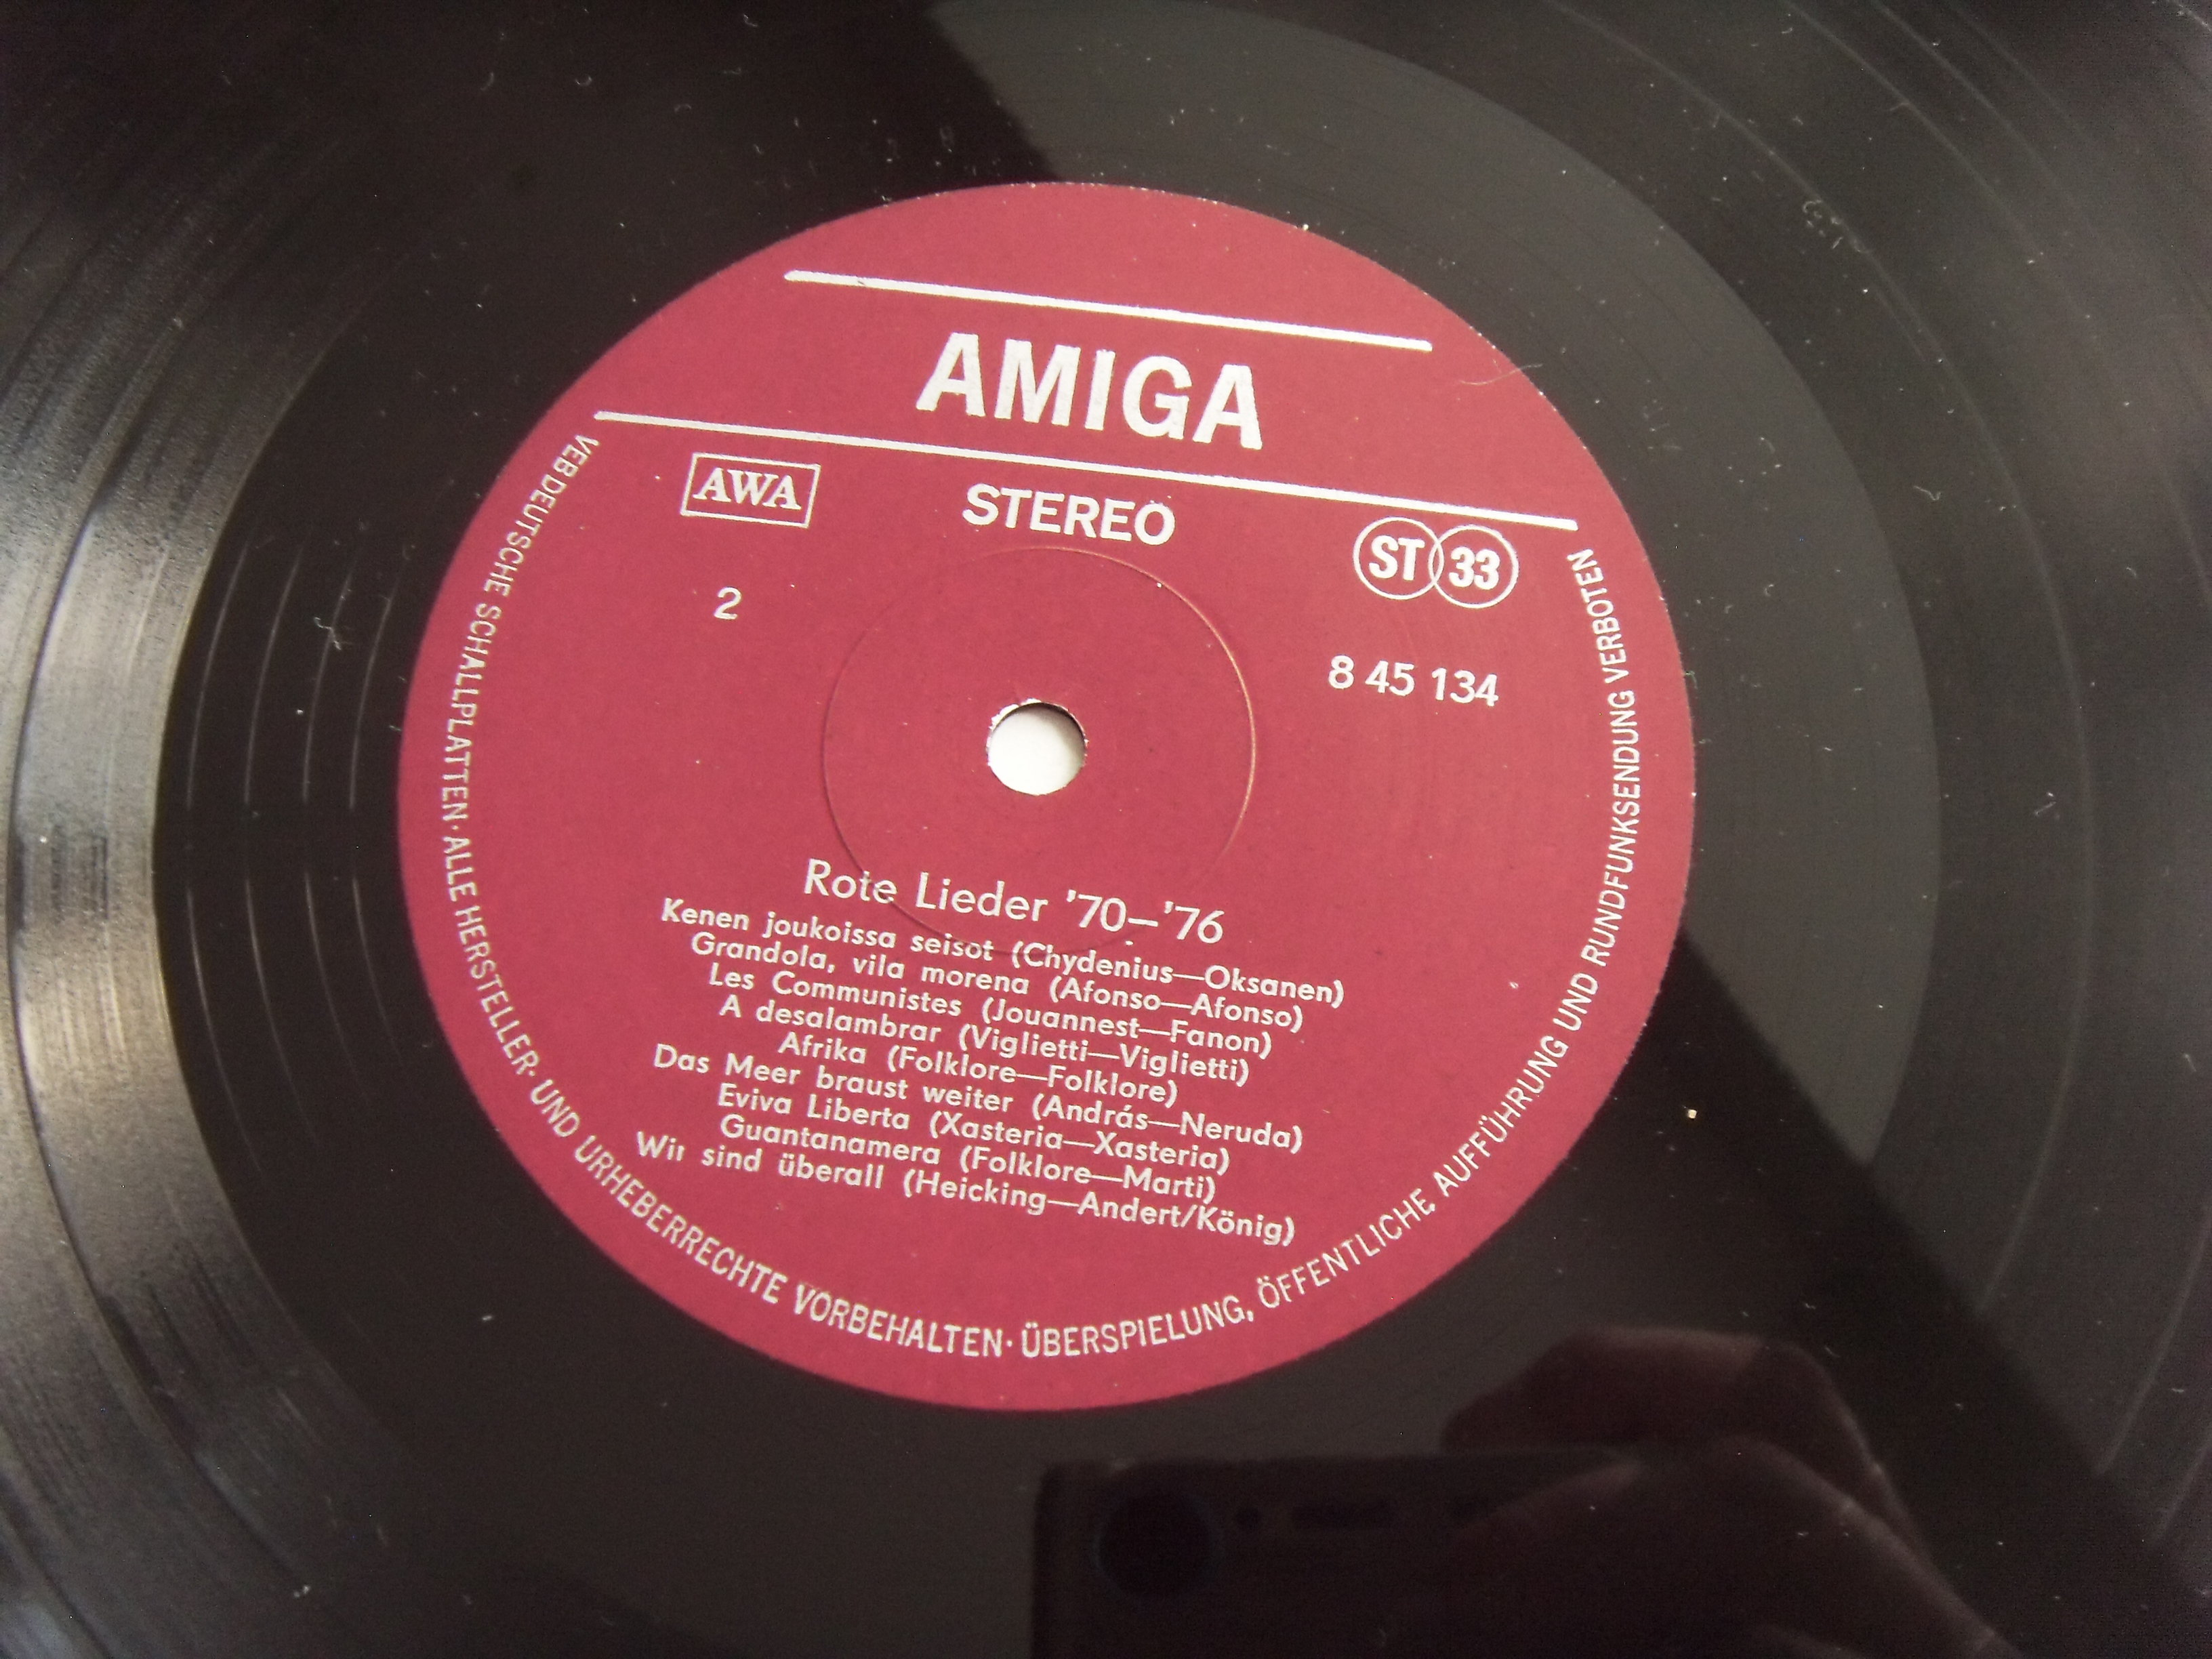 AMIGA
AWA
STEREO
ST 33
2
8 45 134
Rote Lieder '70–'76
Kenen joukoissa seisot (Chydenius—Oksanen)
Grandola, vila morena (Afonso—Afonso)
Les Communistes (Jouannest—Fanon)
A desalambrar (Viglietti—Viglietti)
Afrika (Folklore—Folklore)
Das Meer braust weiter (András—Neruda)
Eviva Liberta (Xasteria—Xasteria)
Guantanamera (Folklore—Marti)
Wir sind überall (Heicking—Andert/König)
VEB DEUTSCHE SCHALLPLATTEN · ALLE HERSTELLER- UND URHEBERRECHTE VORBEHALTEN · ÜBERSPIELUNG, ÖFFENTLICHE AUFFÜHRUNG UND RUNDFUNKSENDUNG VERBOTEN